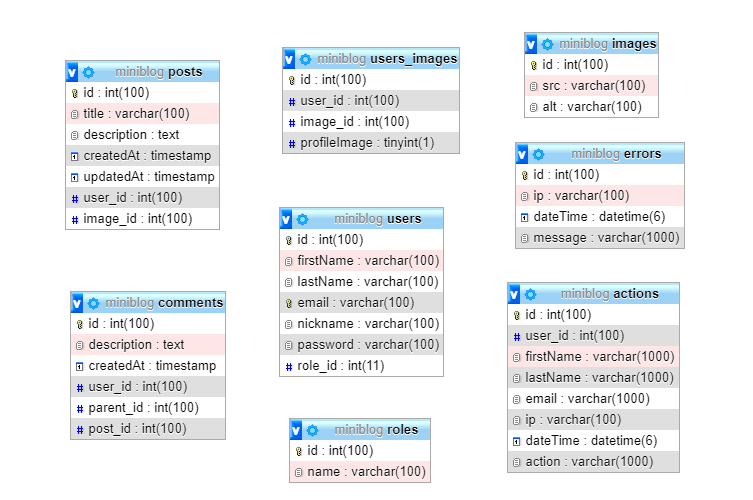 miniblog posts
id : int(100)
title : varchar(100)
description : text
createdAt : timestamp
updatedAt : timestamp
user_id : int(100)
image_id : int(100)
miniblog users_images
id : int(100)
user_id : int(100)
image_id : int(100)
profileImage : tinyint(1)
miniblog images
id : int(100)
src : varchar(100)
alt : varchar(100)
miniblog errors
id : int(100)
ip : varchar(100)
dateTime : datetime(6)
message : varchar(1000)
miniblog users
id : int(100)
firstName : varchar(100)
lastName : varchar(100)
email : varchar(100)
nickname : varchar(100)
password : varchar(100)
role_id : int(11)
miniblog comments
id : int(100)
description : text
createdAt : timestamp
user_id : int(100)
parent_id : int(100)
post_id : int(100)
miniblog actions
id : int(100)
user_id : int(100)
firstName : varchar(1000)
lastName : varchar(1000)
email : varchar(1000)
ip : varchar(100)
dateTime : datetime(6)
action : varchar(1000)
miniblog roles
id : int(100)
name : varchar(100)